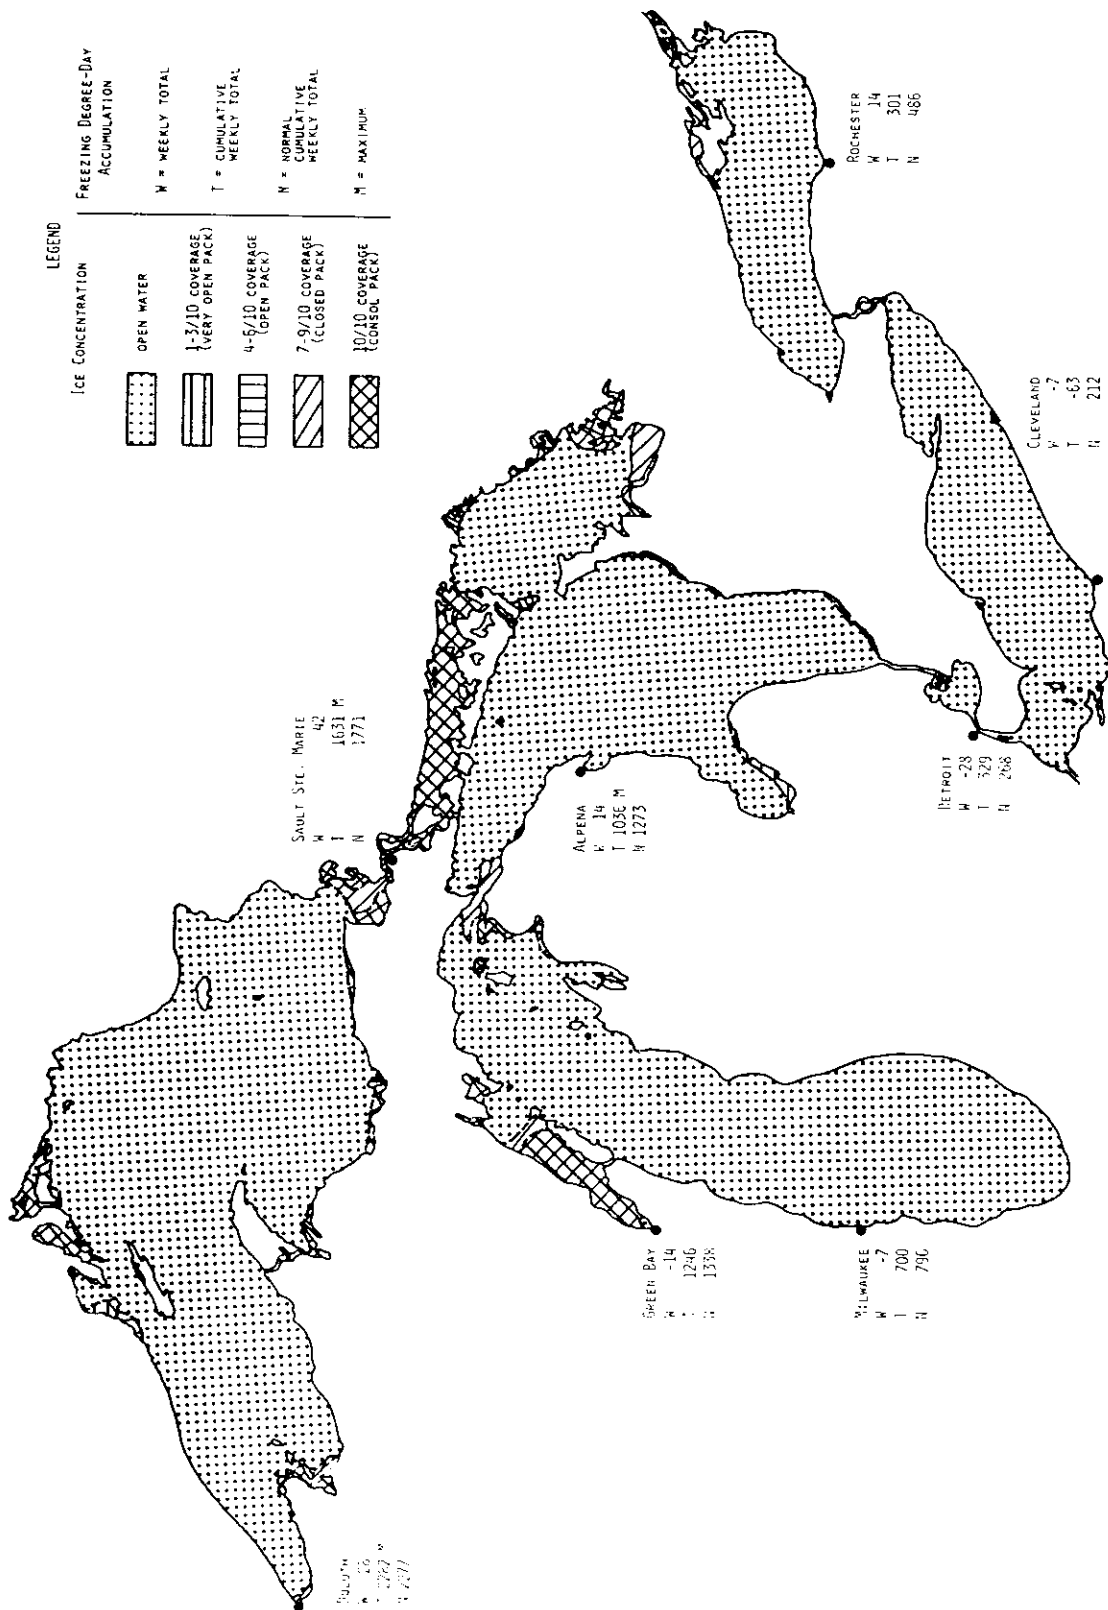 LEGEND
ICE CONCENTRATION
FREEZING DEGREE-DAY
ACCUMULATION
OPEN WATER
1-3/10 COVERAGE
(VERY OPEN PACK)
4-6/10 COVERAGE
(OPEN PACK)
7-9/10 COVERAGE
(CLOSED PACK)
10/10 COVERAGE
(CONSOL PACK)
W = WEEKLY TOTAL
T = CUMULATIVE
WEEKLY TOTAL
N = NORMAL
CUMULATIVE
WEEKLY TOTAL
M = MAXIMUM
DULUTH
W
SAULT STE. MARIE
W 42
T 1631 M
N 1771
GREEN BAY
W -14
1246
1338
MILWAUKEE
W -7
T 700
N 796
ALPENA
W 14
T 1036 M
N 1273
DETROIT
W -28
T 329
N 268
CLEVELAND
W -7
T -63
N 212
ROCHESTER
W 14
T 301
N 486